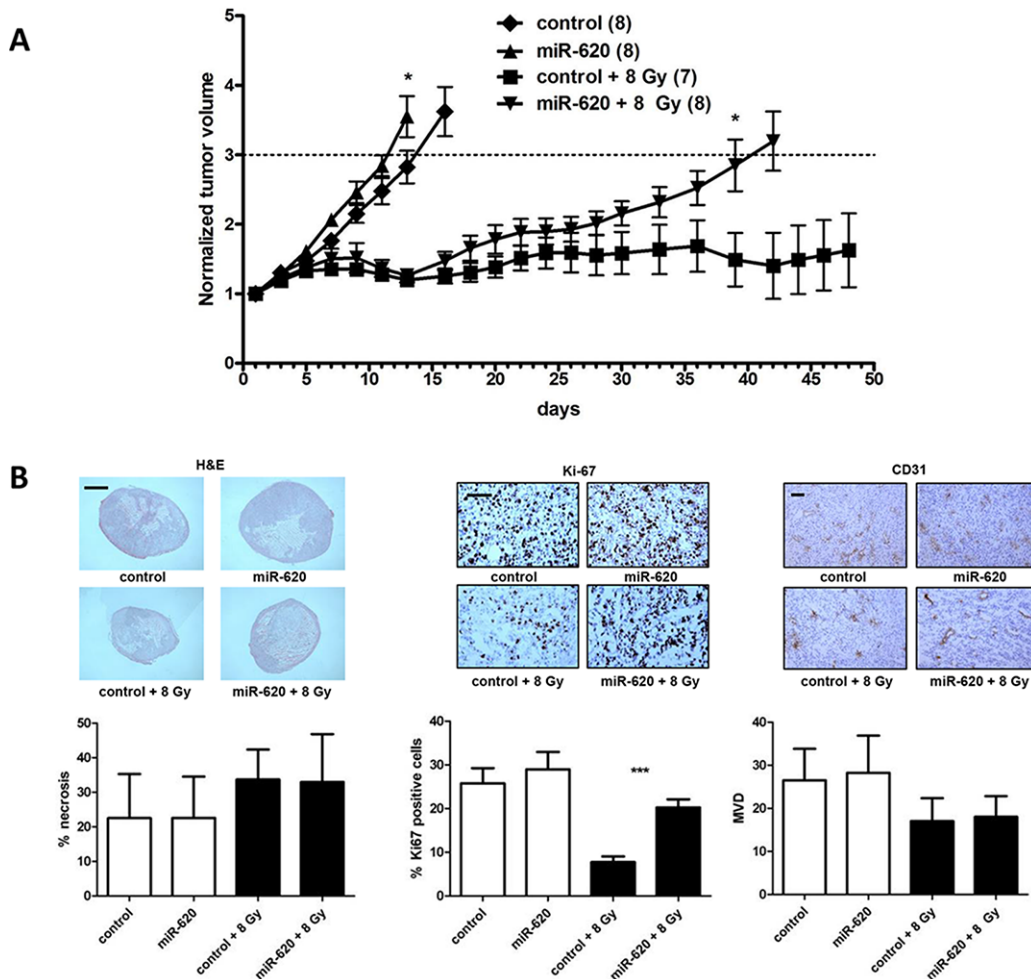 A
Normalized tumor volume
5
4
3
2
1
0
control (8)
miR-620 (8)
control + 8 Gy (7)
miR-620 + 8 Gy (8)
*
*
0 5 10 15 20 25 30 35 40 45 50
days
B
H&E
control
miR-620
control + 8 Gy
miR-620 + 8 Gy
% necrosis
50
40
30
20
10
0
control
miR-620
control + 8 Gy
miR-620 + 8 Gy
Ki-67
control
miR-620
control + 8 Gy
miR-620 + 8 Gy
% Ki67 positive cells
40
30
20
10
0
***
control
miR-620
control + 8 Gy
miR-620 + 8 Gy
CD31
control
miR-620
control + 8 Gy
miR-620 + 8 Gy
MVD
40
30
20
10
0
control
miR-620
control + 8 Gy
miR-620 + 8 Gy